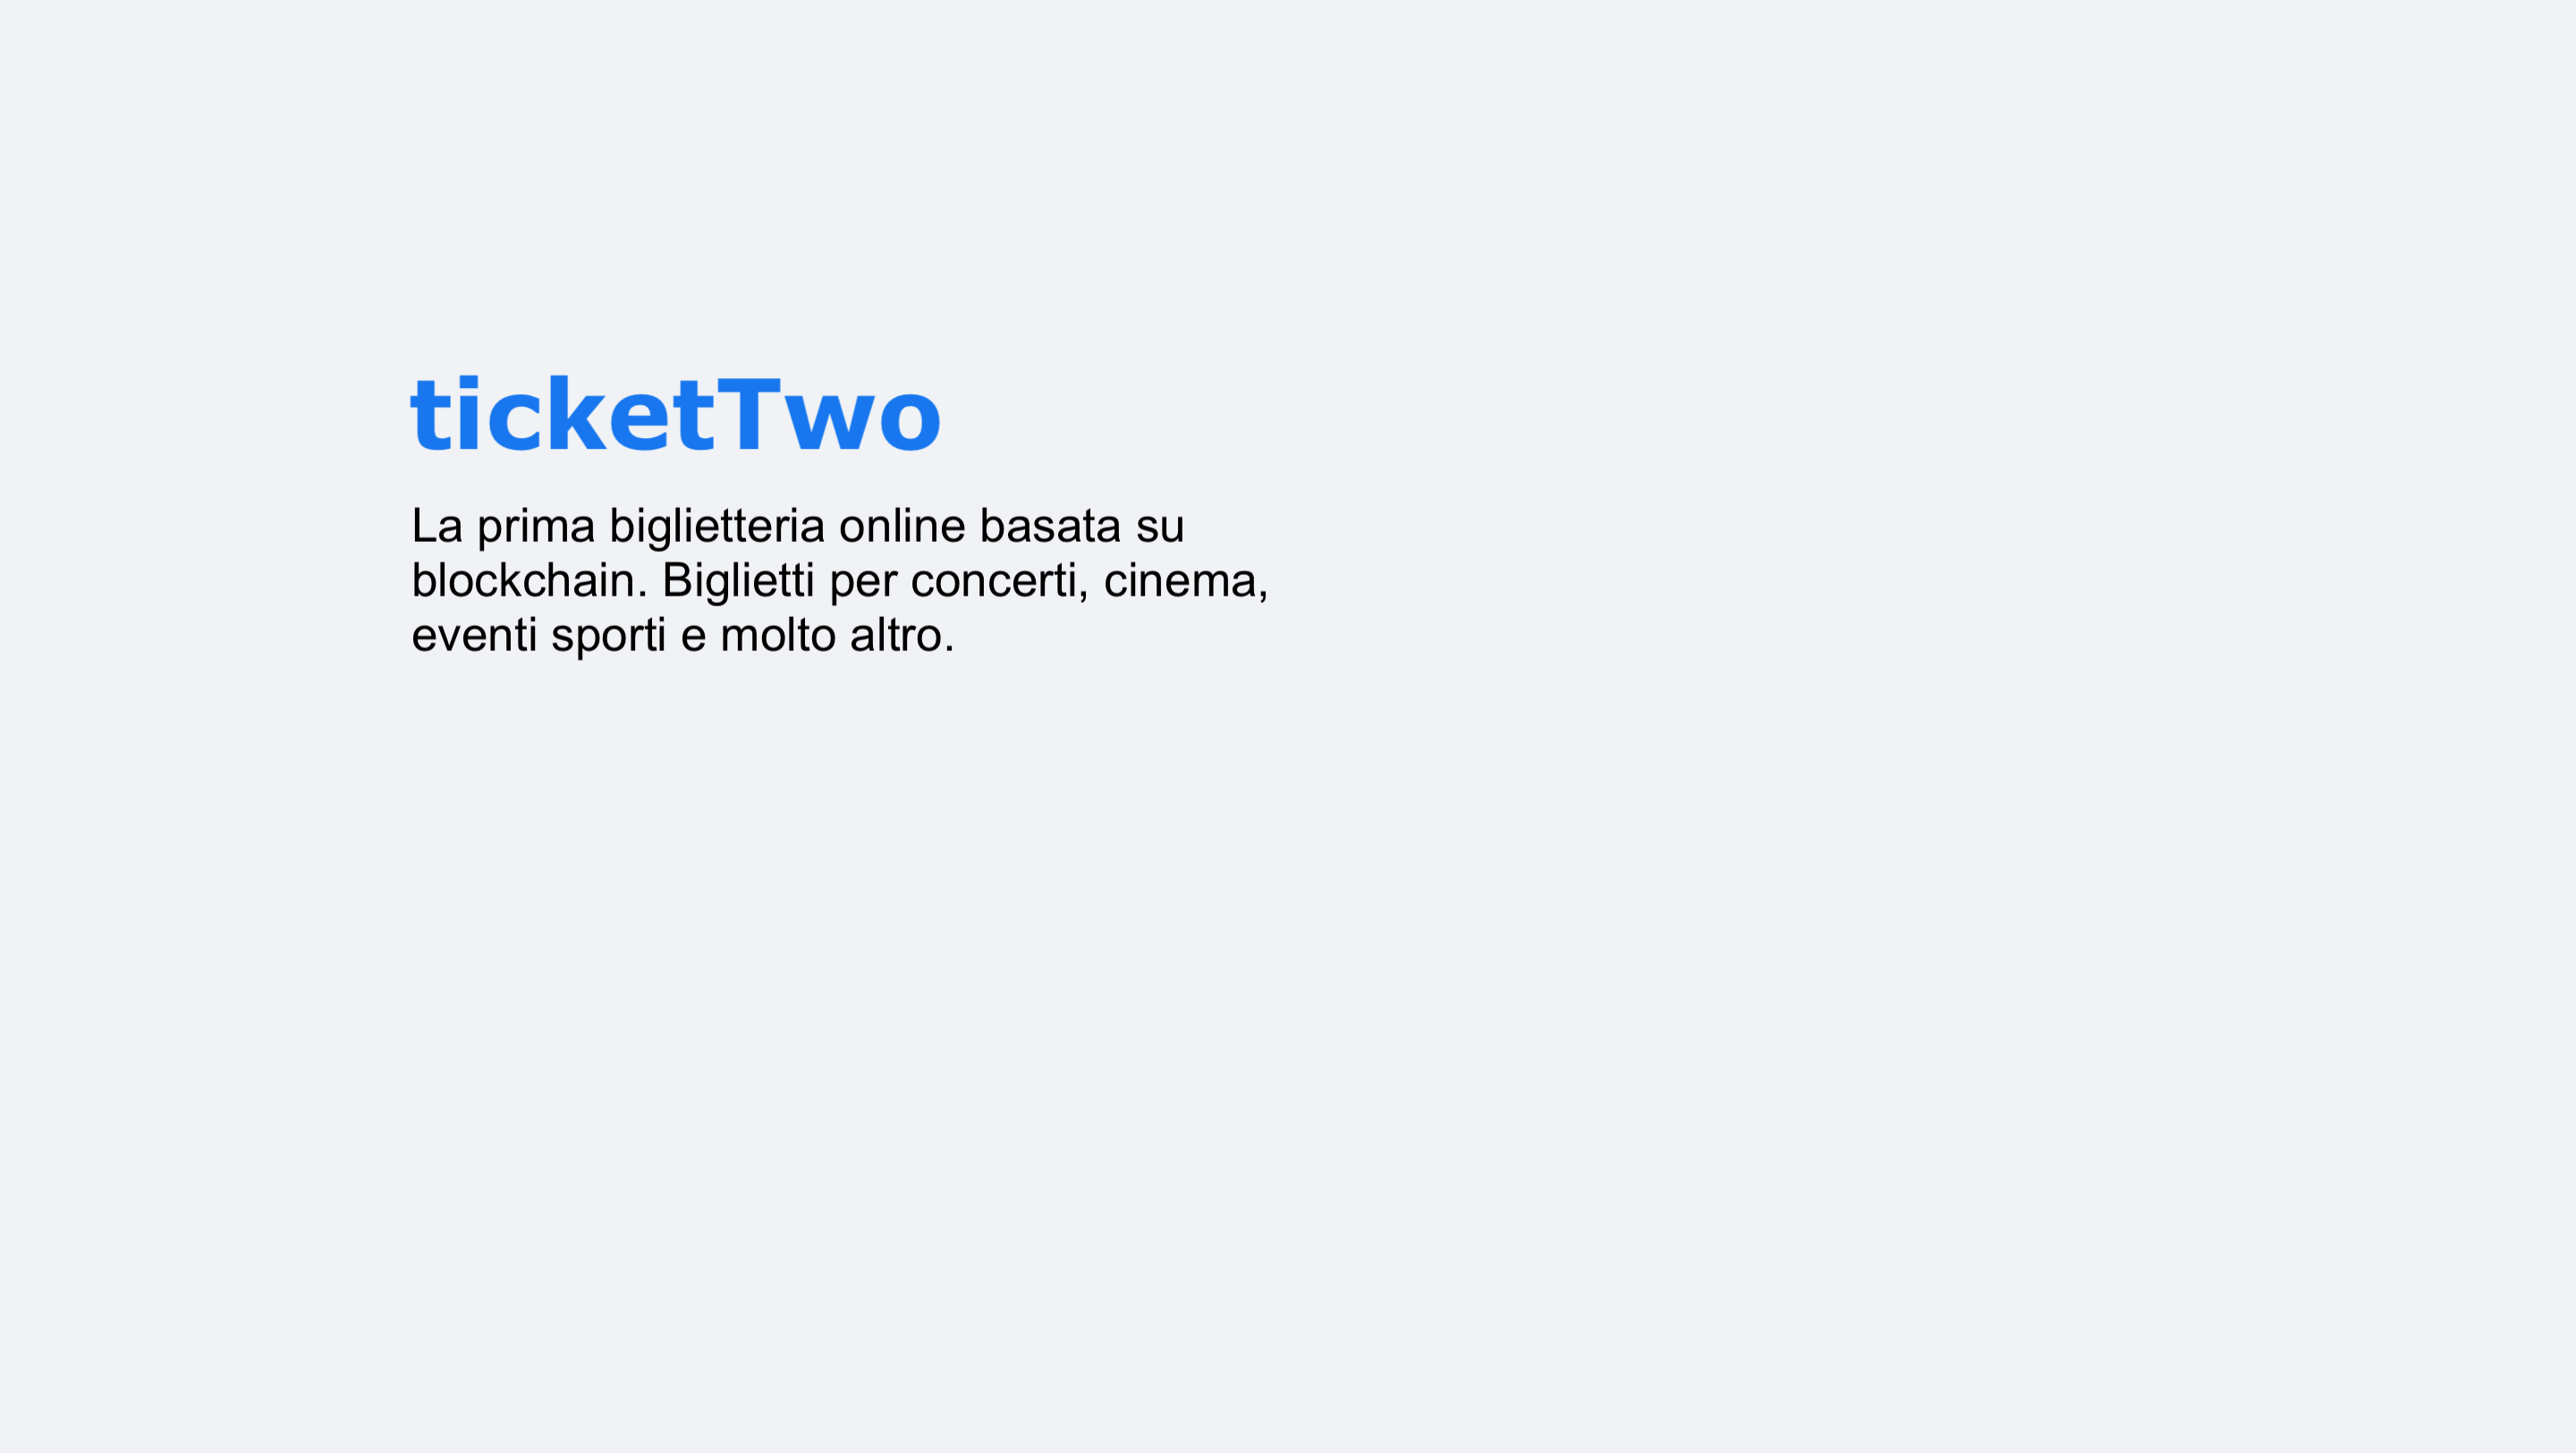 ticketTwo
La prima biglietteria online basata su
blockchain. Biglietti per concerti, cinema,
eventi sporti e molto altro.